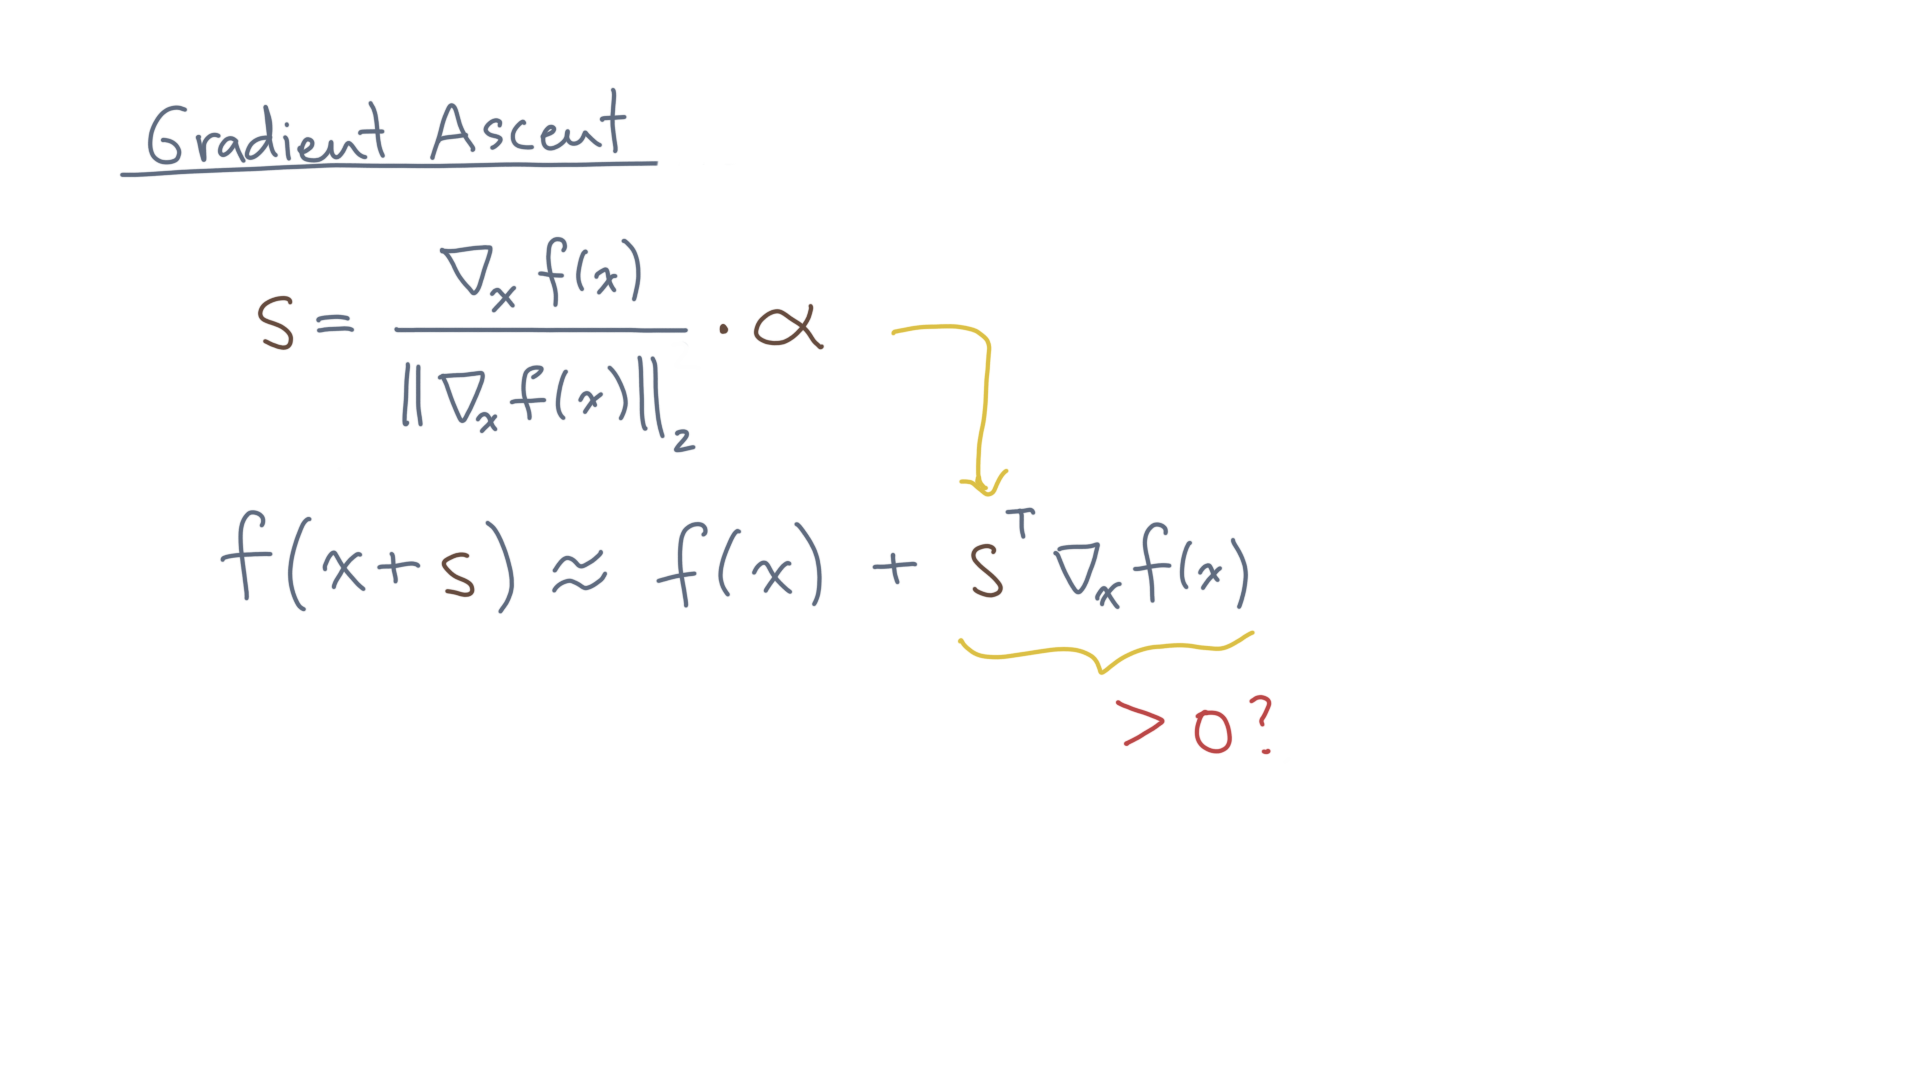 Gradient Ascent
S = ∇ₓ f(x) / ‖∇ₓ f(x)‖₂ · α
f(x+s) ≈ f(x) + Sᵀ ∇ₓ f(x)
> 0?